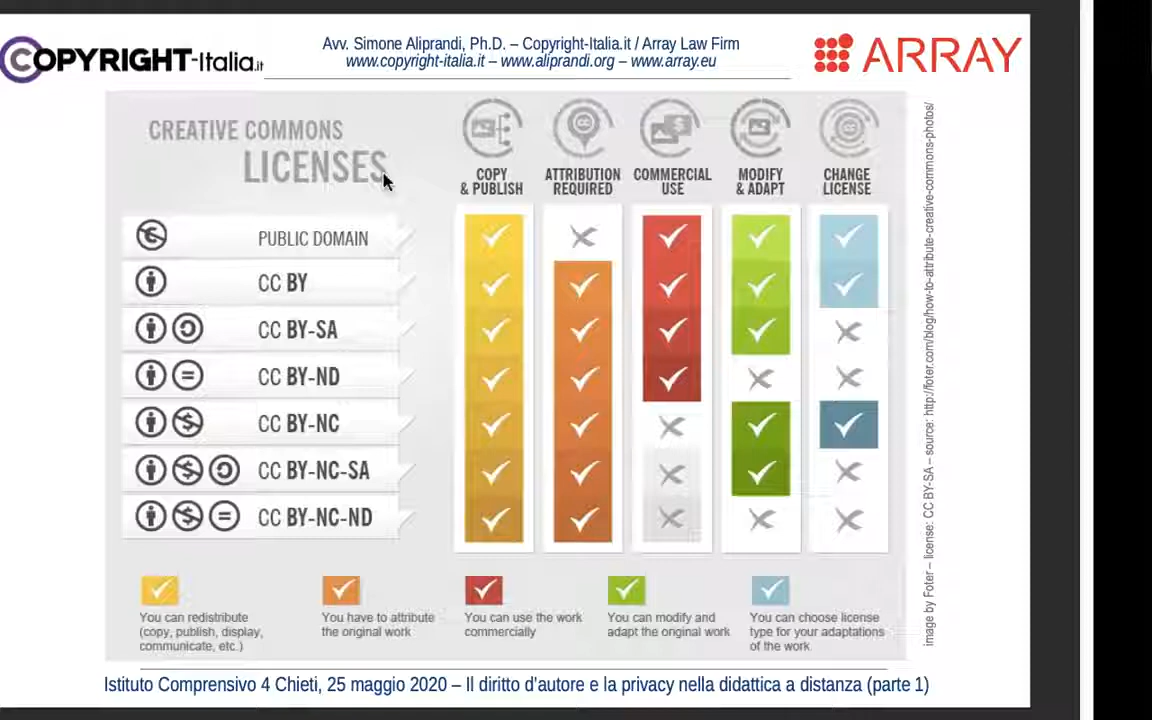 COPYRIGHT-Italia.it
Avv. Simone Aliprandi, Ph.D. – Copyright-Italia.it / Array Law Firm
www.copyright-italia.it – www.aliprandi.org – www.array.eu
ARRAY
CREATIVE COMMONS
LICENSES
COPY
& PUBLISH
ATTRIBUTION
REQUIRED
COMMERCIAL
USE
MODIFY
& ADAPT
CHANGE
LICENSE
PUBLIC DOMAIN
CC BY
CC BY-SA
CC BY-ND
CC BY-NC
CC BY-NC-SA
CC BY-NC-ND
You can redistribute
(copy, publish, display,
communicate, etc.)
You have to attribute
the original work
You can use the work
commercially
You can modify and
adapt the original work
You can choose license
type for your adaptations
of the work
image by Foter – license: CC BY-SA – source: http://foter.com/blog/how-to-attribute-creative-commons-photos/
Istituto Comprensivo 4 Chieti, 25 maggio 2020 – Il diritto d'autore e la privacy nella didattica a distanza (parte 1)